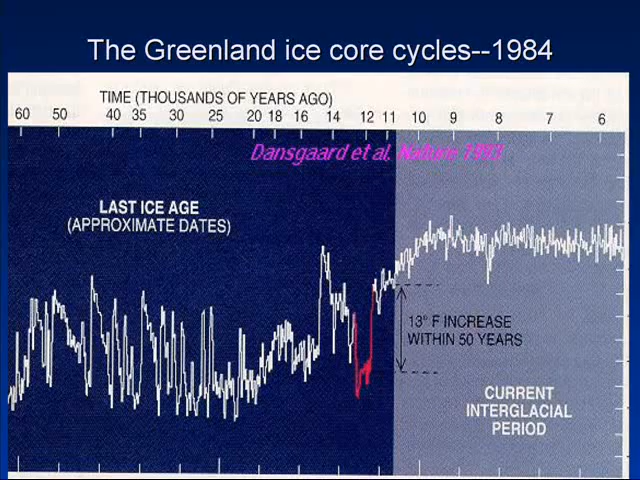 The Greenland ice core cycles--1984
TIME (THOUSANDS OF YEARS AGO)
60 50 40 35 30 25 20 18 16 14 12 11 10 9 8 7 6
Dansgaard et al, Nature 1993
LAST ICE AGE
(APPROXIMATE DATES)
13° F INCREASE
WITHIN 50 YEARS
CURRENT
INTERGLACIAL
PERIOD